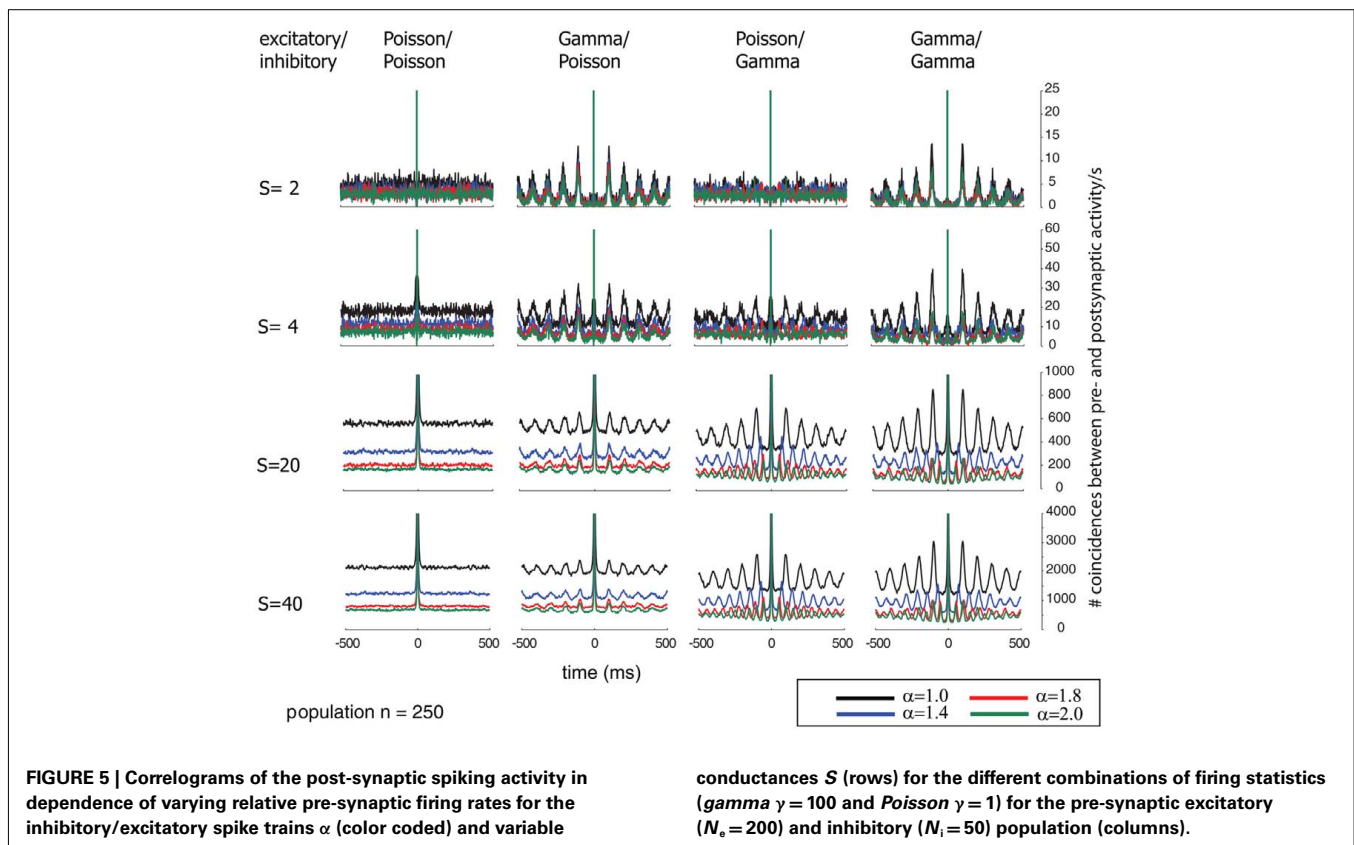 excitatory/ Poisson/ Gamma/ Poisson/ Gamma/
inhibitory Poisson Poisson Gamma Gamma
25
20
15
10
5
0
S= 2
60
50
40
30
20
10
0
S= 4
1000
800
600
400
200
0
S=20
4000
3000
2000
1000
0
S=40
# coincidences between pre- and postsynaptic activity/s
-500 0 500 -500 0 500 -500 0 500 -500 0 500
time (ms)
population n = 250
α=1.0 α=1.8
α=1.4 α=2.0
FIGURE 5 | Correlograms of the post-synaptic spiking activity in
dependence of varying relative pre-synaptic firing rates for the
inhibitory/excitatory spike trains α (color coded) and variable
conductances S (rows) for the different combinations of firing statistics
(gamma γ = 100 and Poisson γ = 1) for the pre-synaptic excitatory
(Nₑ = 200) and inhibitory (Nᵢ = 50) population (columns).